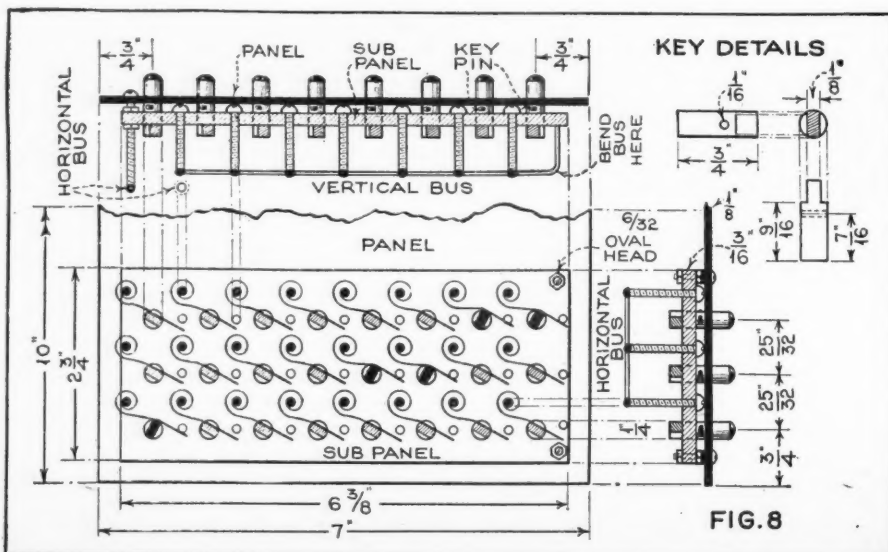 3/4"
PANEL
SUB PANEL
KEY PIN
3/4"
HORIZONTAL BUS
VERTICAL BUS
BEND BUS HERE
KEY DETAILS
1/16"
1/8"
3/4"
9/16"
7/16"
PANEL
6/32 OVAL HEAD
1/8"
3/16"
10"
2 3/4"
HORIZONTAL BUS
25/32"
25/32"
3/4"
1/4"
SUB PANEL
6 3/8"
7"
FIG. 8